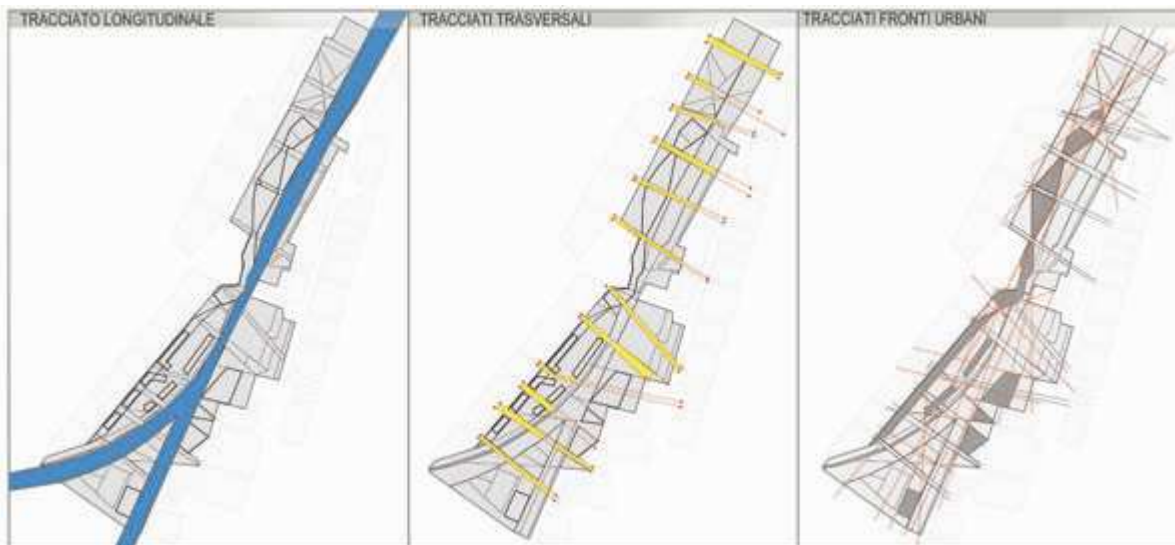 TRACCIATO LONGITUDINALE
TRACCIATI TRASVERSALI
TRACCIATI FRONTI URBANI